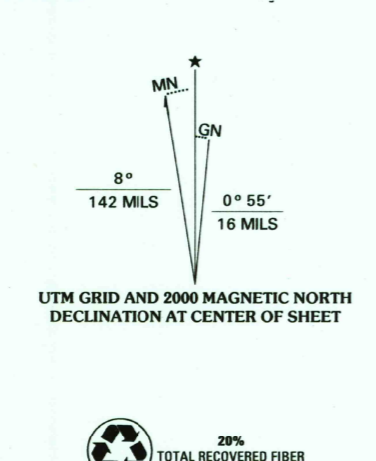 ★
MN
GN
8°
142 MILS
0° 55′
16 MILS
UTM GRID AND 2000 MAGNETIC NORTH
DECLINATION AT CENTER OF SHEET
20%
TOTAL RECOVERED FIBER